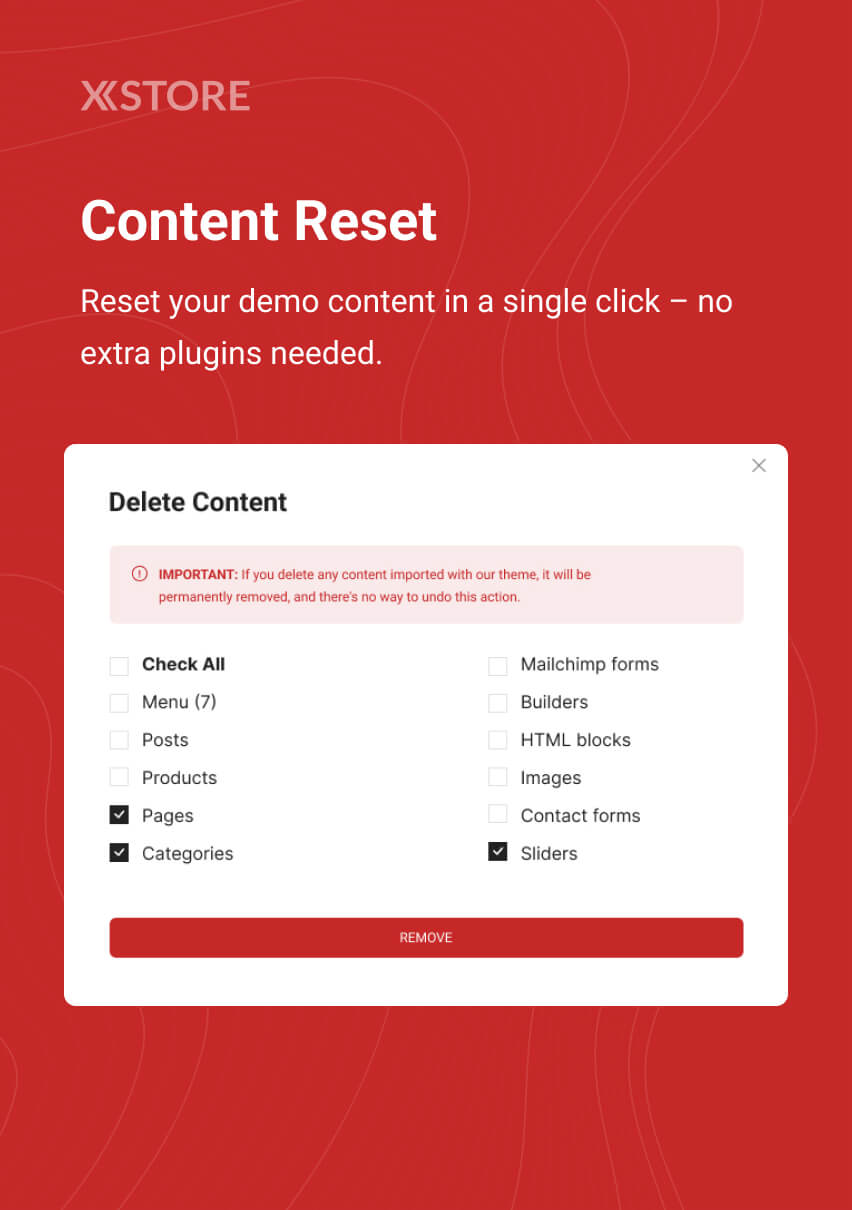 XSTORE
Content Reset
Reset your demo content in a single click – no
extra plugins needed.
Delete Content
IMPORTANT: If you delete any content imported with our theme, it will be
permanently removed, and there's no way to undo this action.
Check All
Menu (7)
Posts
Products
Pages
Categories
Mailchimp forms
Builders
HTML blocks
Images
Contact forms
Sliders
REMOVE